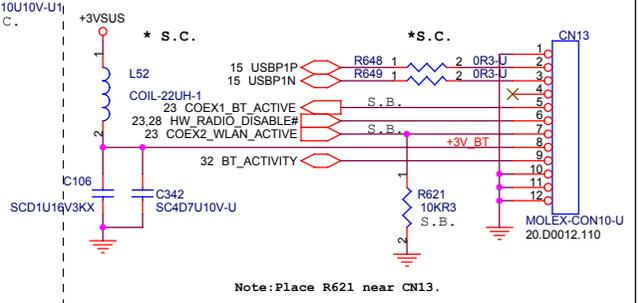 10U10V-U1
C.
+3VSUS
* S.C.
*S.C.
CN13
1
L52
COIL-22UH-1
2
15 USBP1P
R648 1 2 0R3-U
15 USBP1N
R649 1 2 0R3-U
23 COEX1_BT_ACTIVE
S.B.
23,28 HW_RADIO_DISABLE#
23 COEX2_WLAN_ACTIVE
S.B.
+3V_BT
32 BT_ACTIVITY
1
2
3
4
5
6
7
8
9
10
11
12
C106
SCD1U16V3KX
C342
SC4D7U10V-U
1
R621
10KR3
S.B.
2
MOLEX-CON10-U
20.D0012.110
Note:Place R621 near CN13.